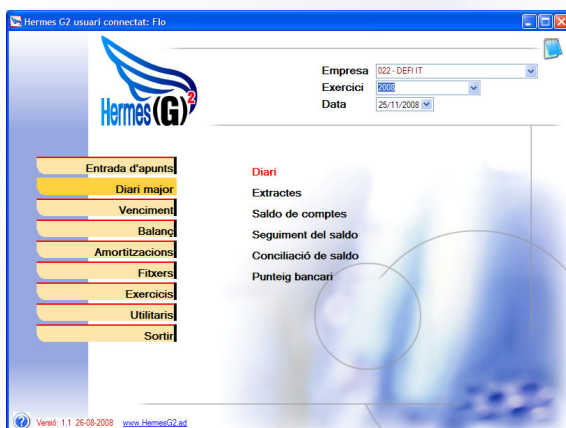 Hermes G2 usuari connectat: Flo
Hermes (G)2
Empresa 022 - DEFI IT
Exercici 2008
Data 25/11/2008
Entrada d'apunts
Diari major
Venciment
Balanç
Amortitzacions
Fitxers
Exercicis
Utilitaris
Sortir
Diari
Extractes
Saldo de comptes
Seguiment del saldo
Conciliació de saldo
Punteig bancari
Versió: 1.1 26-08-2008 www.HermesG2.ad